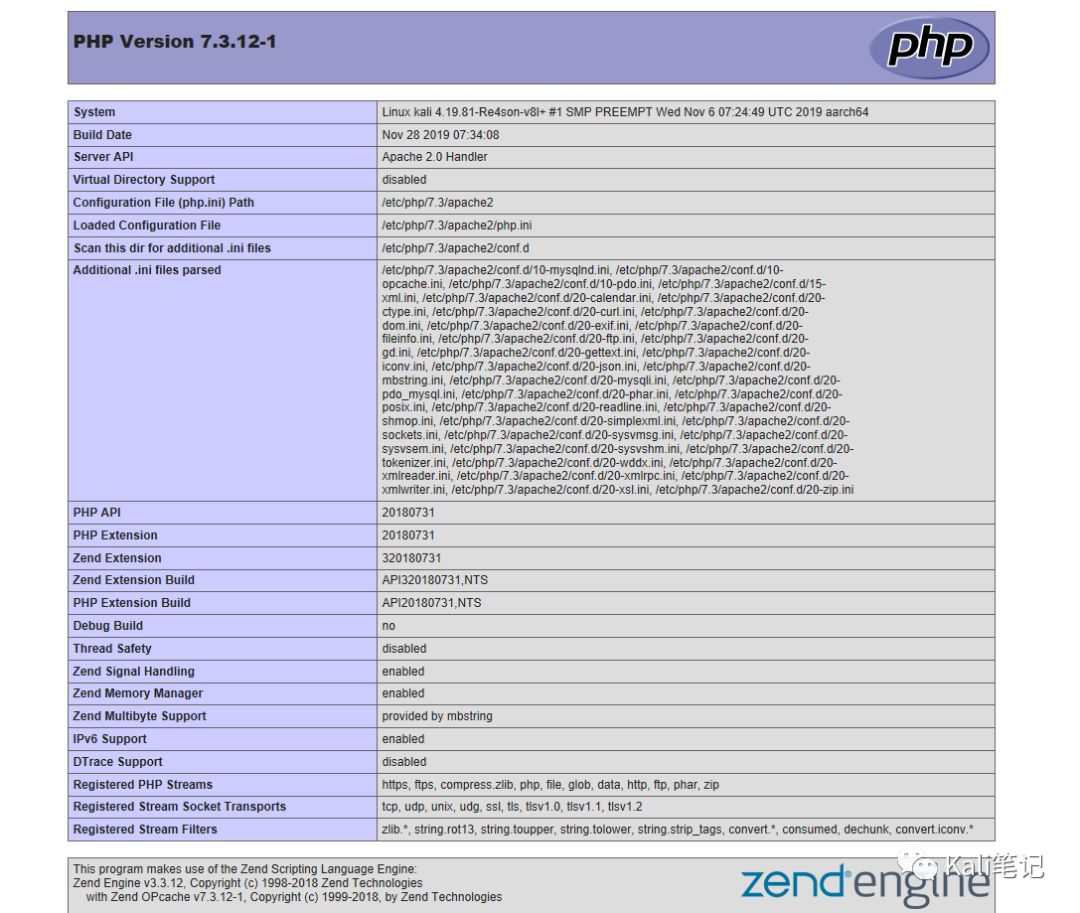 PHP Version 7.3.12-1
php
System Linux kali 4.19.81-Re4son-v8l+ #1 SMP PREEMPT Wed Nov 6 07:24:49 UTC 2019 aarch64
Build Date Nov 28 2019 07:34:08
Server API Apache 2.0 Handler
Virtual Directory Support disabled
Configuration File (php.ini) Path /etc/php/7.3/apache2
Loaded Configuration File /etc/php/7.3/apache2/php.ini
Scan this dir for additional .ini files /etc/php/7.3/apache2/conf.d
Additional .ini files parsed /etc/php/7.3/apache2/conf.d/10-mysqlnd.ini, /etc/php/7.3/apache2/conf.d/10-
opcache.ini, /etc/php/7.3/apache2/conf.d/10-pdo.ini, /etc/php/7.3/apache2/conf.d/15-
xml.ini, /etc/php/7.3/apache2/conf.d/20-calendar.ini, /etc/php/7.3/apache2/conf.d/20-
ctype.ini, /etc/php/7.3/apache2/conf.d/20-curl.ini, /etc/php/7.3/apache2/conf.d/20-
dom.ini, /etc/php/7.3/apache2/conf.d/20-exif.ini, /etc/php/7.3/apache2/conf.d/20-
fileinfo.ini, /etc/php/7.3/apache2/conf.d/20-ftp.ini, /etc/php/7.3/apache2/conf.d/20-
gd.ini, /etc/php/7.3/apache2/conf.d/20-gettext.ini, /etc/php/7.3/apache2/conf.d/20-
iconv.ini, /etc/php/7.3/apache2/conf.d/20-json.ini, /etc/php/7.3/apache2/conf.d/20-
mbstring.ini, /etc/php/7.3/apache2/conf.d/20-mysqli.ini, /etc/php/7.3/apache2/conf.d/20-
pdo_mysql.ini, /etc/php/7.3/apache2/conf.d/20-phar.ini, /etc/php/7.3/apache2/conf.d/20-
posix.ini, /etc/php/7.3/apache2/conf.d/20-readline.ini, /etc/php/7.3/apache2/conf.d/20-
shmop.ini, /etc/php/7.3/apache2/conf.d/20-simplexml.ini, /etc/php/7.3/apache2/conf.d/20-
sockets.ini, /etc/php/7.3/apache2/conf.d/20-sysvmsg.ini, /etc/php/7.3/apache2/conf.d/20-
sysvsem.ini, /etc/php/7.3/apache2/conf.d/20-sysvshm.ini, /etc/php/7.3/apache2/conf.d/20-
tokenizer.ini, /etc/php/7.3/apache2/conf.d/20-wddx.ini, /etc/php/7.3/apache2/conf.d/20-
xmlreader.ini, /etc/php/7.3/apache2/conf.d/20-xmlrpc.ini, /etc/php/7.3/apache2/conf.d/20-
xmlwriter.ini, /etc/php/7.3/apache2/conf.d/20-xsl.ini, /etc/php/7.3/apache2/conf.d/20-zip.ini
PHP API 20180731
PHP Extension 20180731
Zend Extension 320180731
Zend Extension Build API320180731,NTS
PHP Extension Build API20180731,NTS
Debug Build no
Thread Safety disabled
Zend Signal Handling enabled
Zend Memory Manager enabled
Zend Multibyte Support provided by mbstring
IPv6 Support enabled
DTrace Support disabled
Registered PHP Streams https, ftps, compress.zlib, php, file, glob, data, http, ftp, phar, zip
Registered Stream Socket Transports tcp, udp, unix, udg, ssl, tls, tlsv1.0, tlsv1.1, tlsv1.2
Registered Stream Filters zlib.*, string.rot13, string.toupper, string.tolower, string.strip_tags, convert.*, consumed, dechunk, convert.iconv.*
This program makes use of the Zend Scripting Language Engine:
Zend Engine v3.3.12, Copyright (c) 1998-2018 Zend Technologies
with Zend OPcache v7.3.12-1, Copyright (c) 1999-2018, by Zend Technologies
zend® engine
Kali笔记